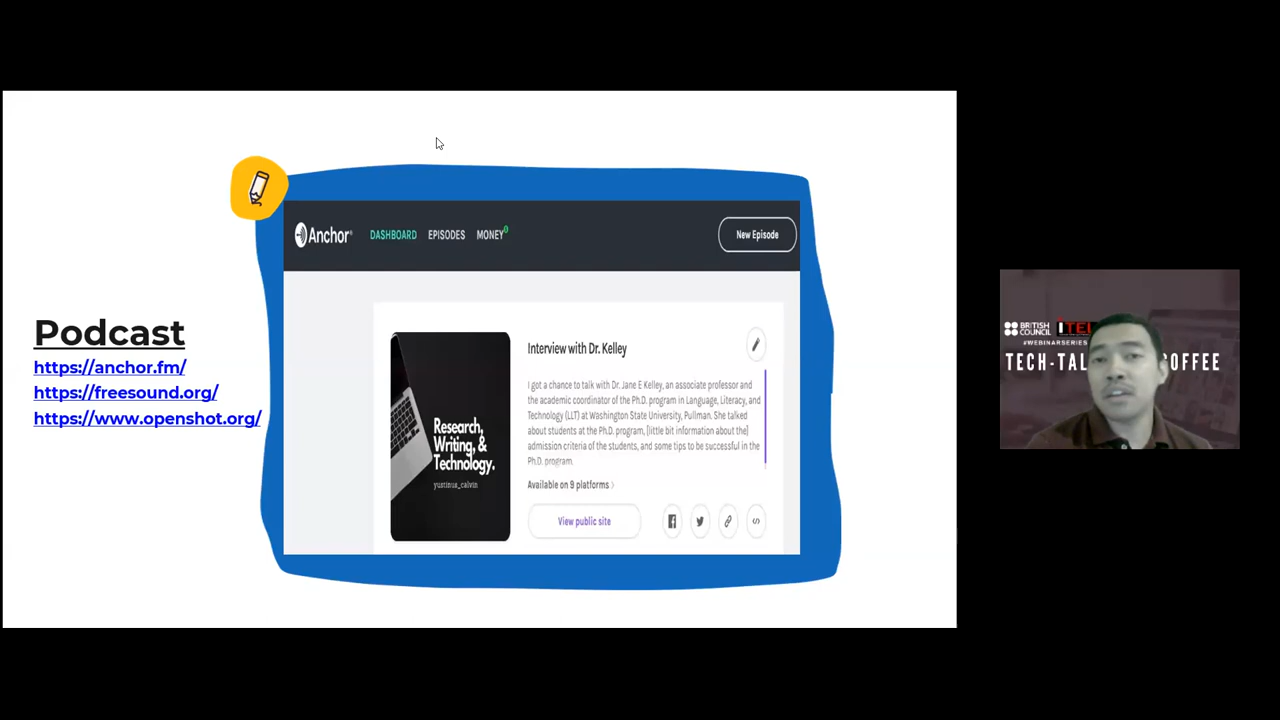 Podcast
https://anchor.fm/
https://freesound.org/
https://www.openshot.org/
Anchor
DASHBOARD EPISODES MONEY
New Episode
Research,
Writing, &
Technology.
yustinus_calvin
Interview with Dr. Kelley
I got a chance to talk with Dr. Jane E Kelley, an associate professor and
the academic coordinator of the Ph.D. program in Language, Literacy, and
Technology (LLT) at Washington State University, Pullman. She talked
about students at the Ph.D. program, [little bit information about the]
admission criteria of the students, and some tips to be successful in the
Ph.D. program.
Available on 9 platforms
View public site
BRITISH
COUNCIL
iTEL
#WEBINARSERIES
TECH-TAL OFFEE